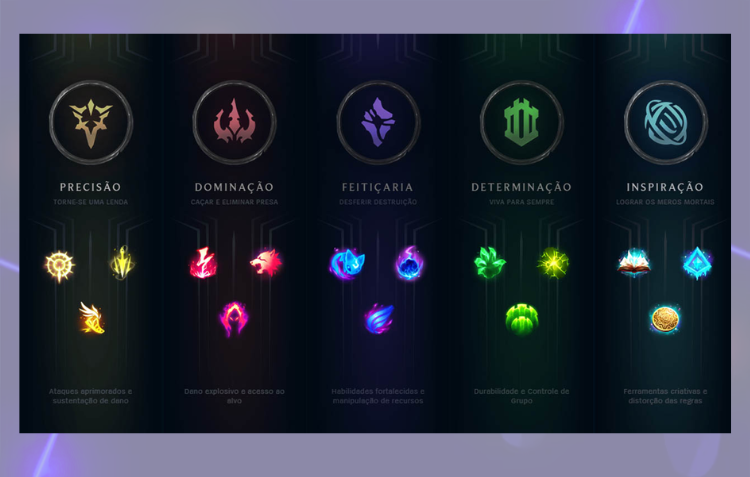 PRECISÃO
TORNE-SE UMA LENDA
Ataques aprimorados e
sustentação de dano
DOMINAÇÃO
CAÇAR E ELIMINAR PRESA
Dano explosivo e acesso ao
alvo
FEITIÇARIA
DESFERIR DESTRUIÇÃO
Habilidades fortalecidas e
manipulação de recursos
DETERMINAÇÃO
VIVA PARA SEMPRE
Durabilidade e Controle de
Grupo
INSPIRAÇÃO
LOGRAR OS MEROS MORTAIS
Ferramentas criativas e
distorção das regras